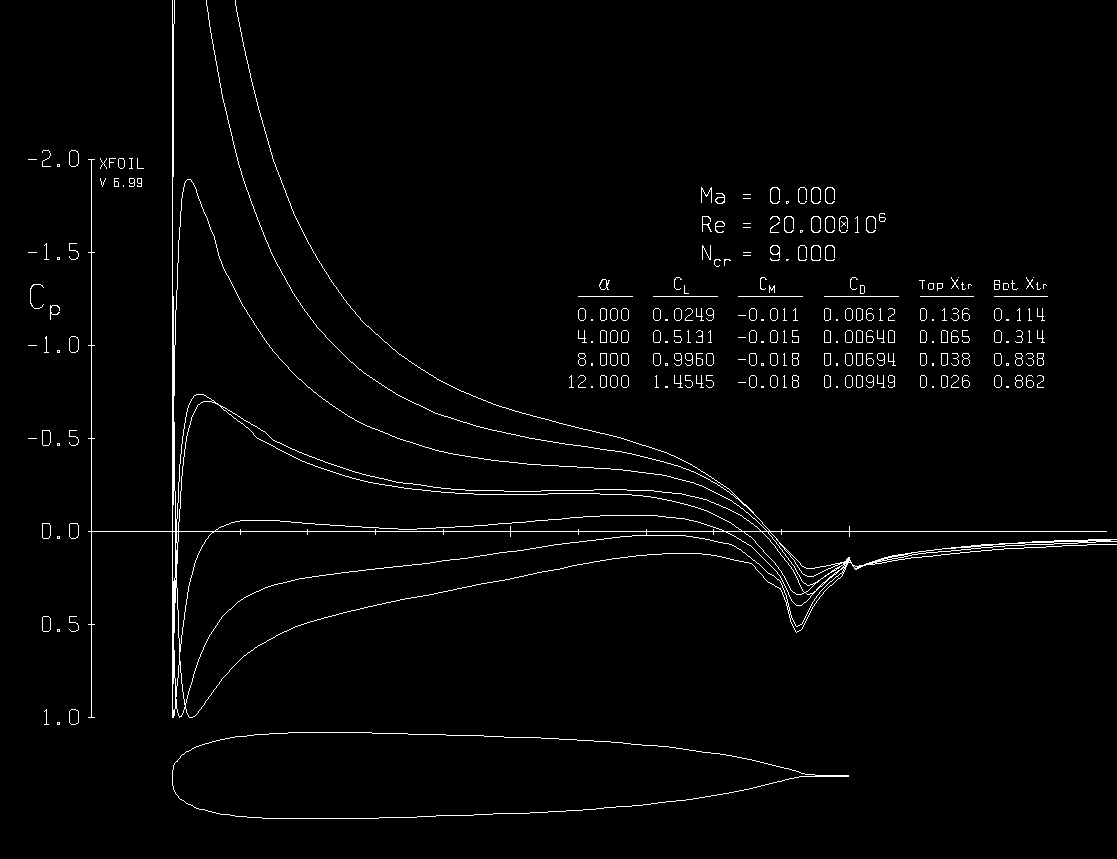 -2.0
XFOIL
V 6.99
-1.5
Cp
-1.0
-0.5
0.0
0.5
1.0
Ma = 0.000
Re = 20.000×10⁶
Ncr = 9.000
α CL CM CD Top Xtr Bot Xtr
0.000 0.0249 -0.011 0.00612 0.136 0.114
4.000 0.5131 -0.015 0.00640 0.065 0.314
8.000 0.9960 -0.018 0.00694 0.038 0.838
12.000 1.4545 -0.018 0.00949 0.026 0.862